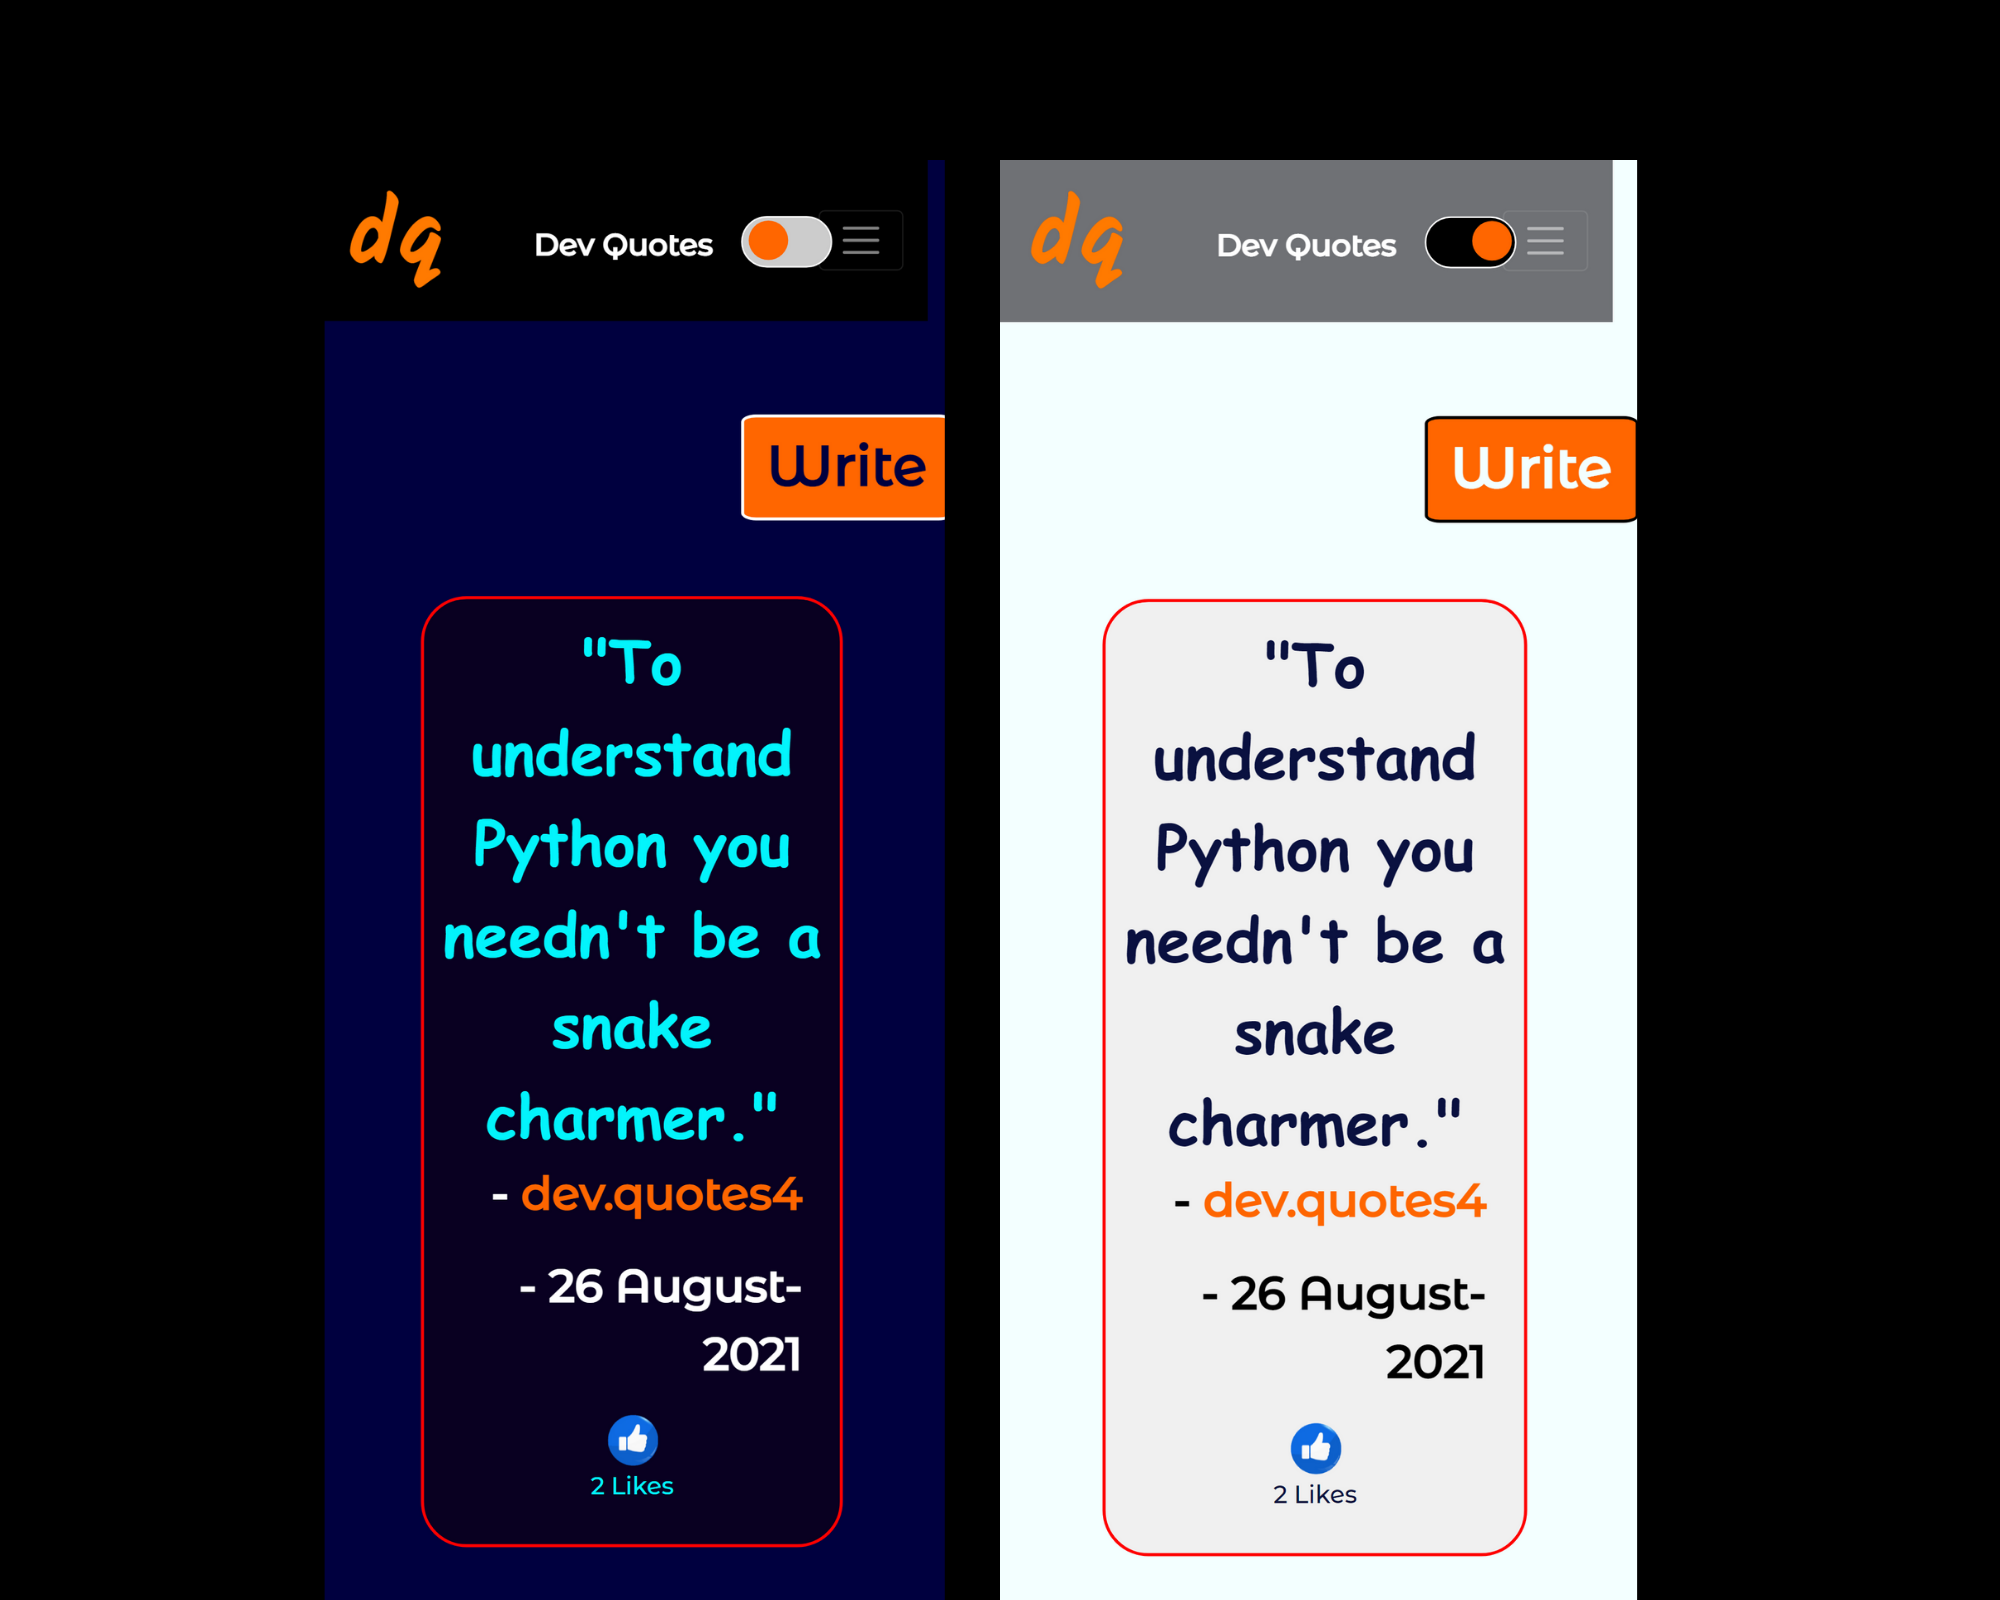 dq
Dev Quotes
Write
"To
understand
Python you
needn't be a
snake
charmer."
- dev.quotes4
- 26 August-
2021
2 Likes
dq
Dev Quotes
Write
"To
understand
Python you
needn't be a
snake
charmer."
- dev.quotes4
- 26 August-
2021
2 Likes